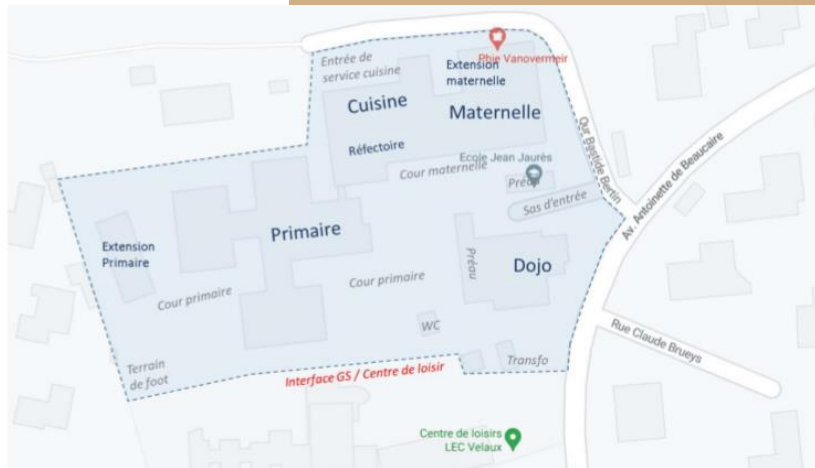 Entrée de
service cuisine
Phie Vanovermeir
Extension
maternelle
Cuisine
Maternelle
Réfectoire
Ecole Jean Jaurès
Cour maternelle
Préau
Sas d'entrée
Qur Bastide Bertin
Av. Antoinette de Beaucaire
Extension
Primaire
Primaire
Préau
Dojo
Cour primaire
Cour primaire
WC
Rue Claude Brueys
Terrain
de foot
Transfo
Interface GS / Centre de loisir
Centre de loisirs
LEC Velaux